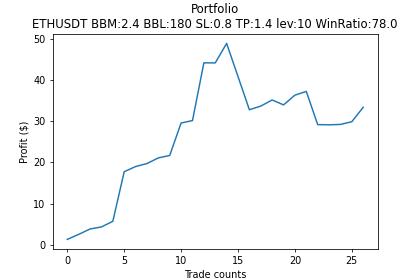 Portfolio
ETHUSDT BBM:2.4 BBL:180 SL:0.8 TP:1.4 lev:10 WinRatio:78.0
50
40
30
20
10
0
Profit ($)
0 5 10 15 20 25
Trade counts